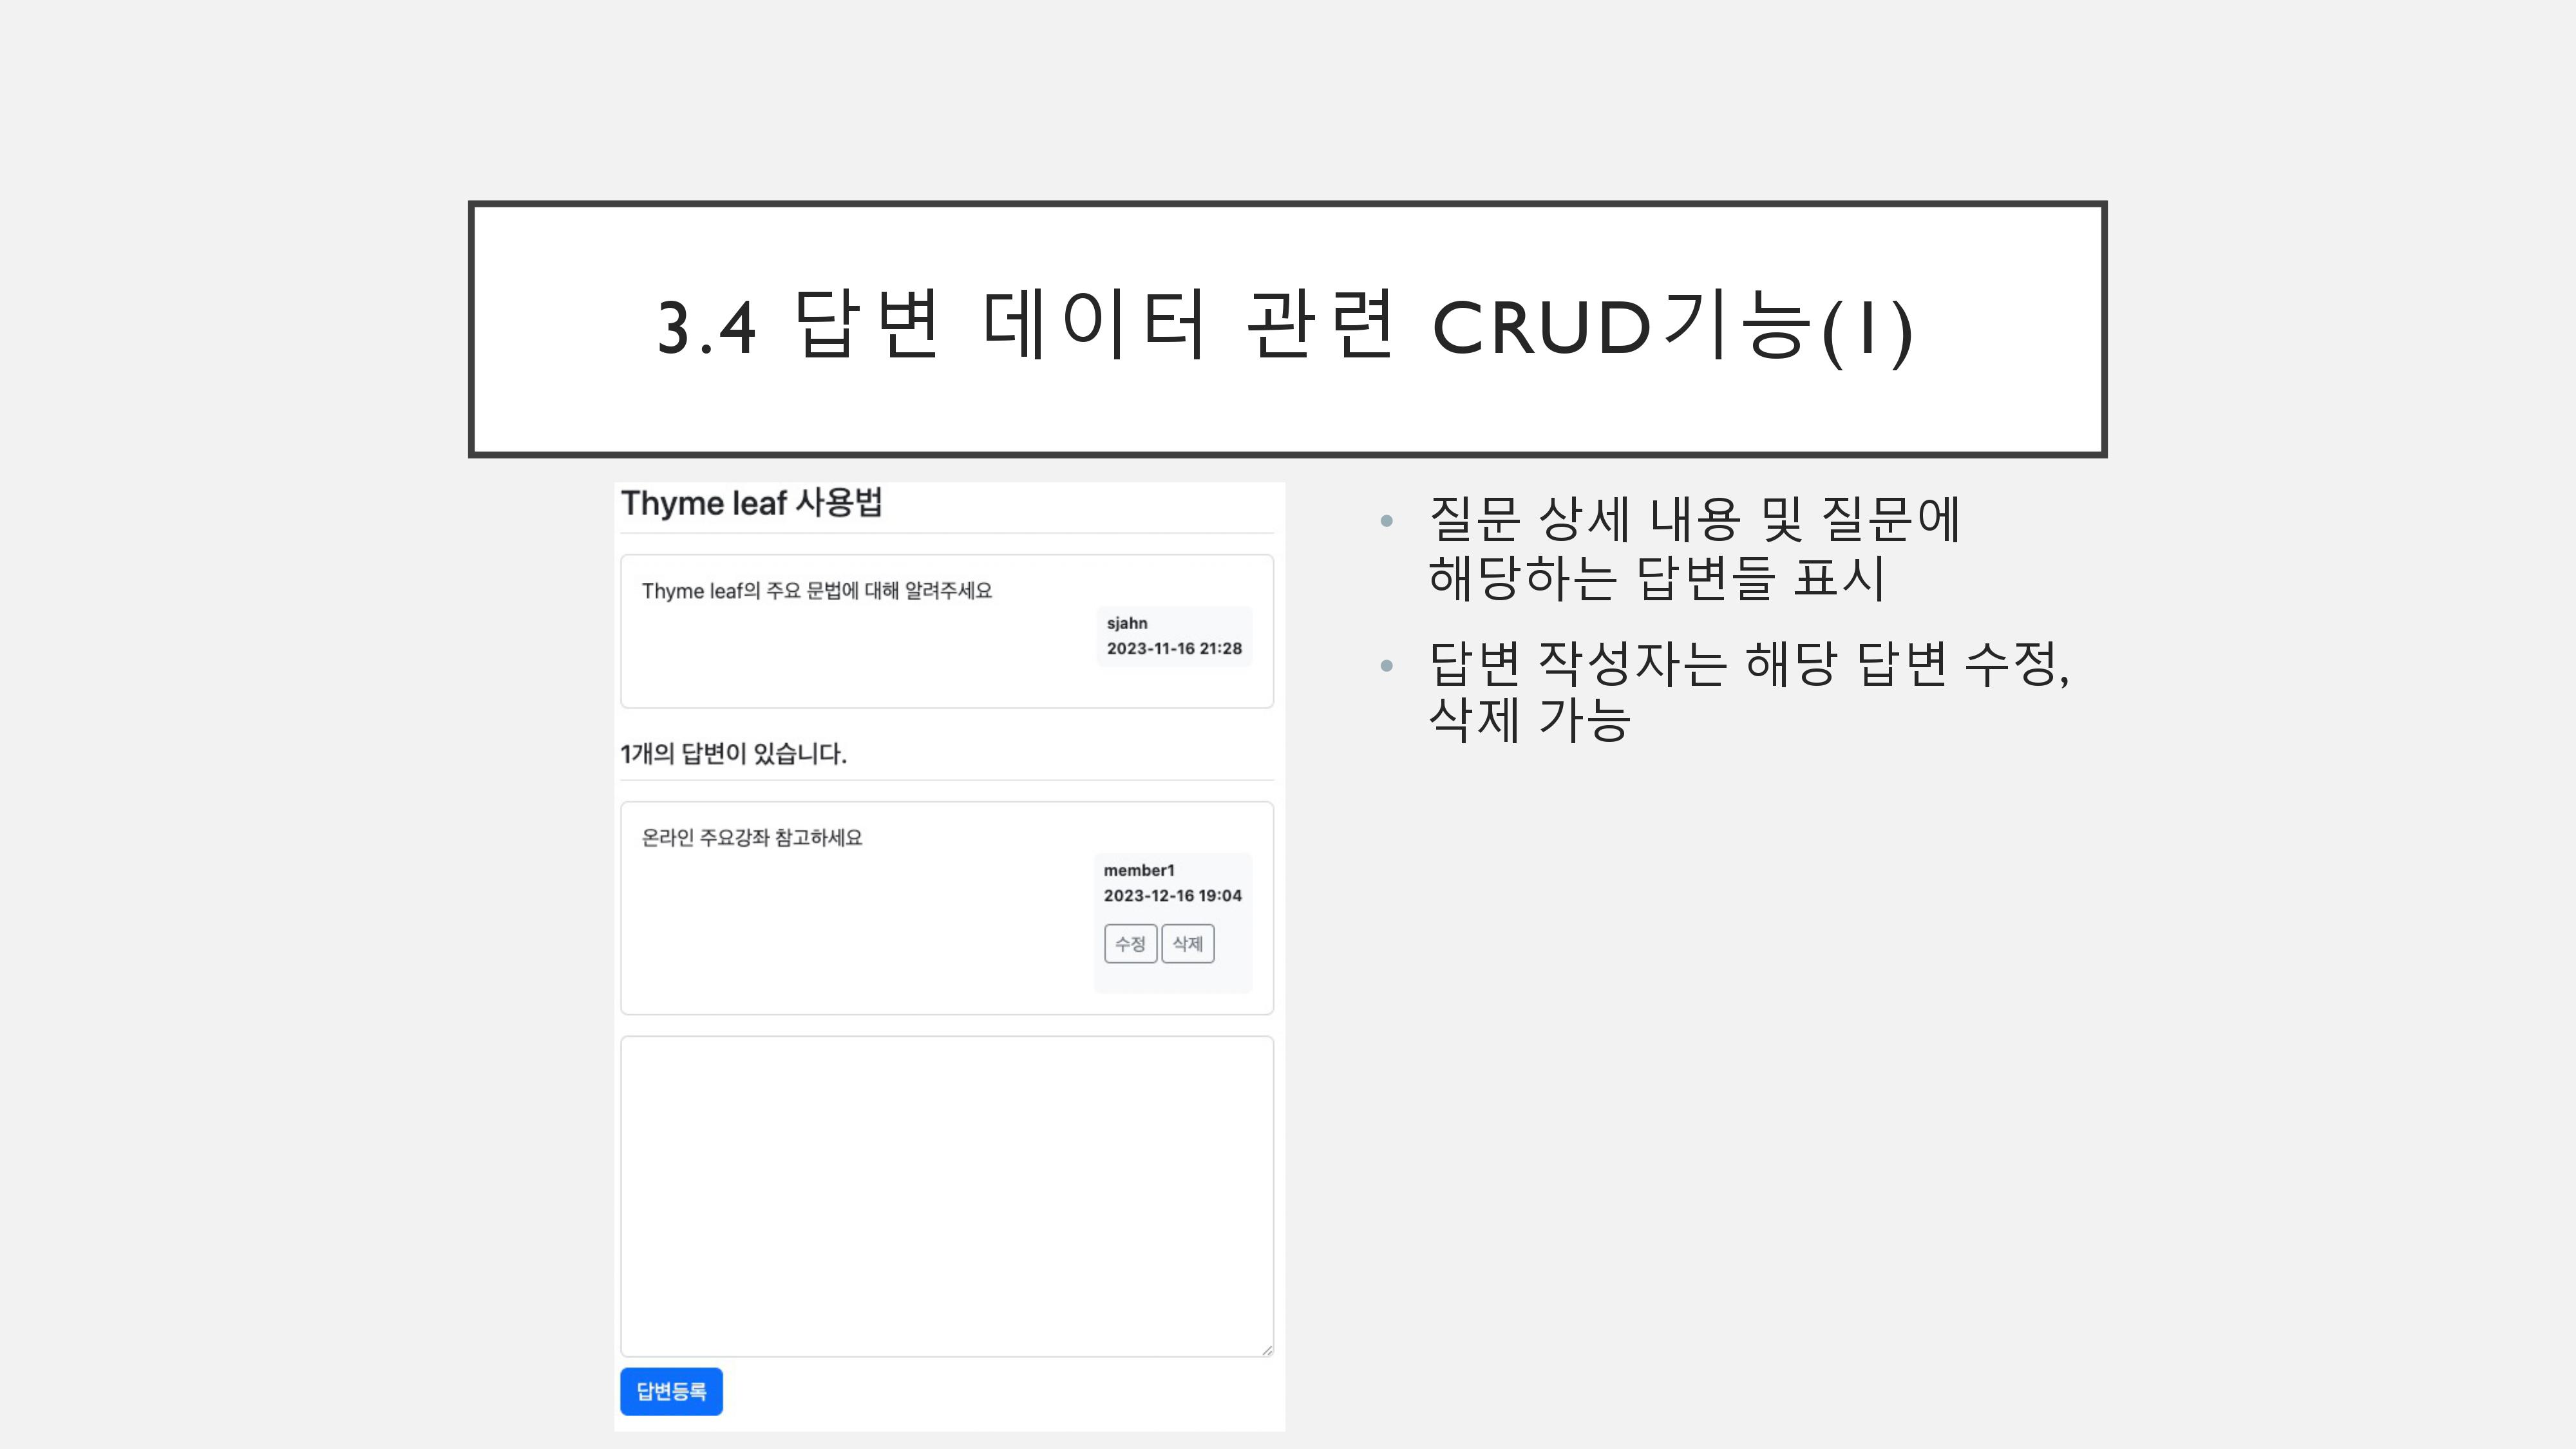 3.4 답변 데이터 관련 CRUD기능(1)
Thyme leaf 사용법
Thyme leaf의 주요 문법에 대해 알려주세요
sjahn
2023-11-16 21:28
1개의 답변이 있습니다.
온라인 주요강좌 참고하세요
member1
2023-12-16 19:04
수정 삭제
답변등록
• 질문 상세 내용 및 질문에
해당하는 답변들 표시
• 답변 작성자는 해당 답변 수정,
삭제 가능